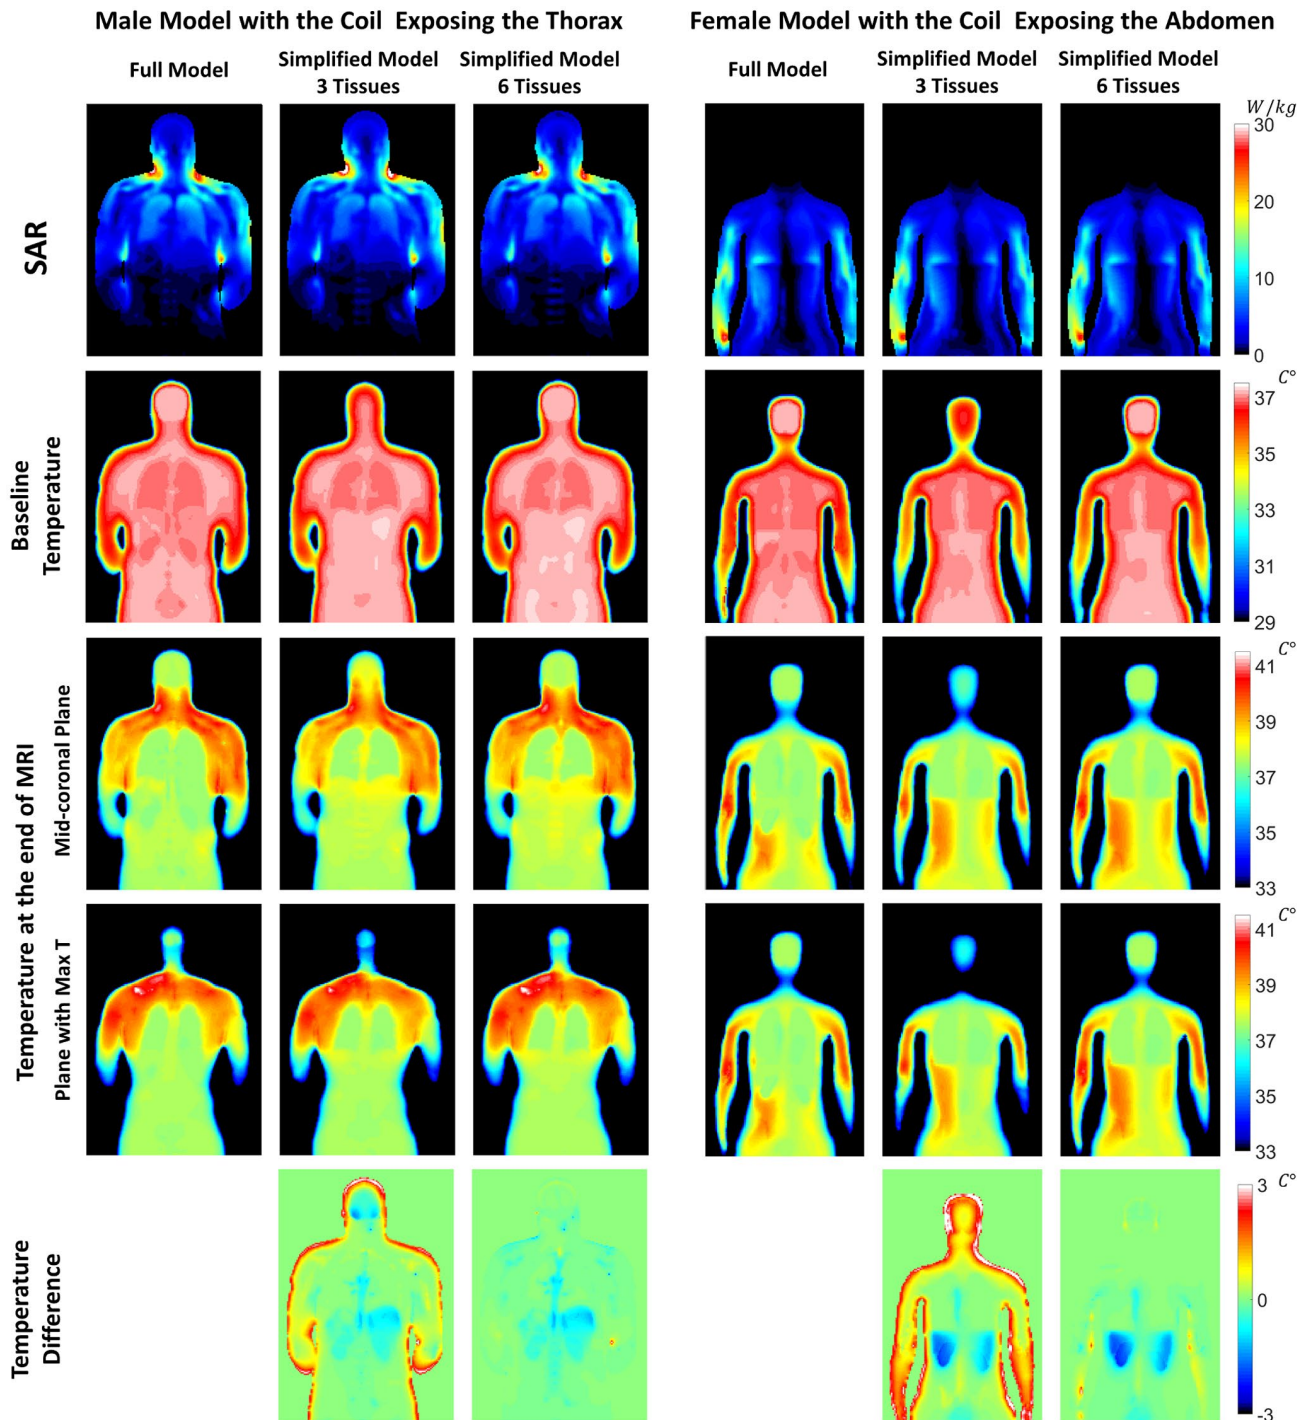 Male Model with the Coil Exposing the Thorax
Female Model with the Coil Exposing the Abdomen
Full Model
Simplified Model
3 Tissues
Simplified Model
6 Tissues
Full Model
Simplified Model
3 Tissues
Simplified Model
6 Tissues
SAR
W/kg
30
20
10
0
Baseline
Temperature
C°
37
35
33
31
29
Temperature at the end of MRI
Mid-coronal Plane
C°
41
39
37
35
33
Plane with Max T
C°
41
39
37
35
33
Temperature
Difference
C°
3
0
-3